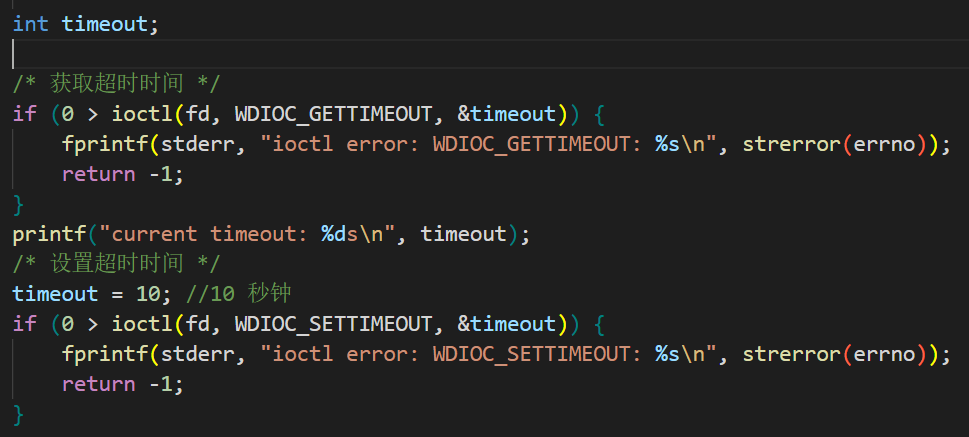 int timeout;
/* 获取超时时间 */
if (0 > ioctl(fd, WDIOC_GETTIMEOUT, &timeout)) {
    fprintf(stderr, "ioctl error: WDIOC_GETTIMEOUT: %s\n", strerror(errno));
    return -1;
}
printf("current timeout: %ds\n", timeout);
/* 设置超时时间 */
timeout = 10; //10 秒钟
if (0 > ioctl(fd, WDIOC_SETTIMEOUT, &timeout)) {
    fprintf(stderr, "ioctl error: WDIOC_SETTIMEOUT: %s\n", strerror(errno));
    return -1;
}